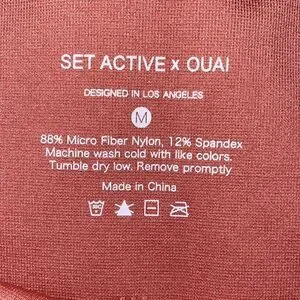 SET ACTIVE x OUAI
DESIGNED IN LOS ANGELES
M
88% Micro Fiber Nylon, 12% Spandex
Machine wash cold with like colors.
Tumble dry low. Remove promptly
Made in China